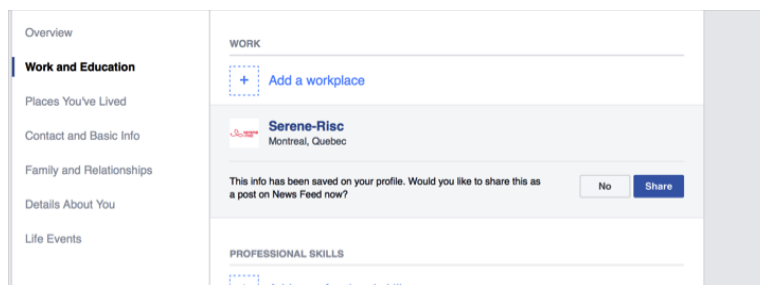 Overview
Work and Education
Places You've Lived
Contact and Basic Info
Family and Relationships
Details About You
Life Events
WORK
+ Add a workplace
Serene-Risc
Montreal, Quebec
This info has been saved on your profile. Would you like to share this as
a post on News Feed now?
No
Share
PROFESSIONAL SKILLS